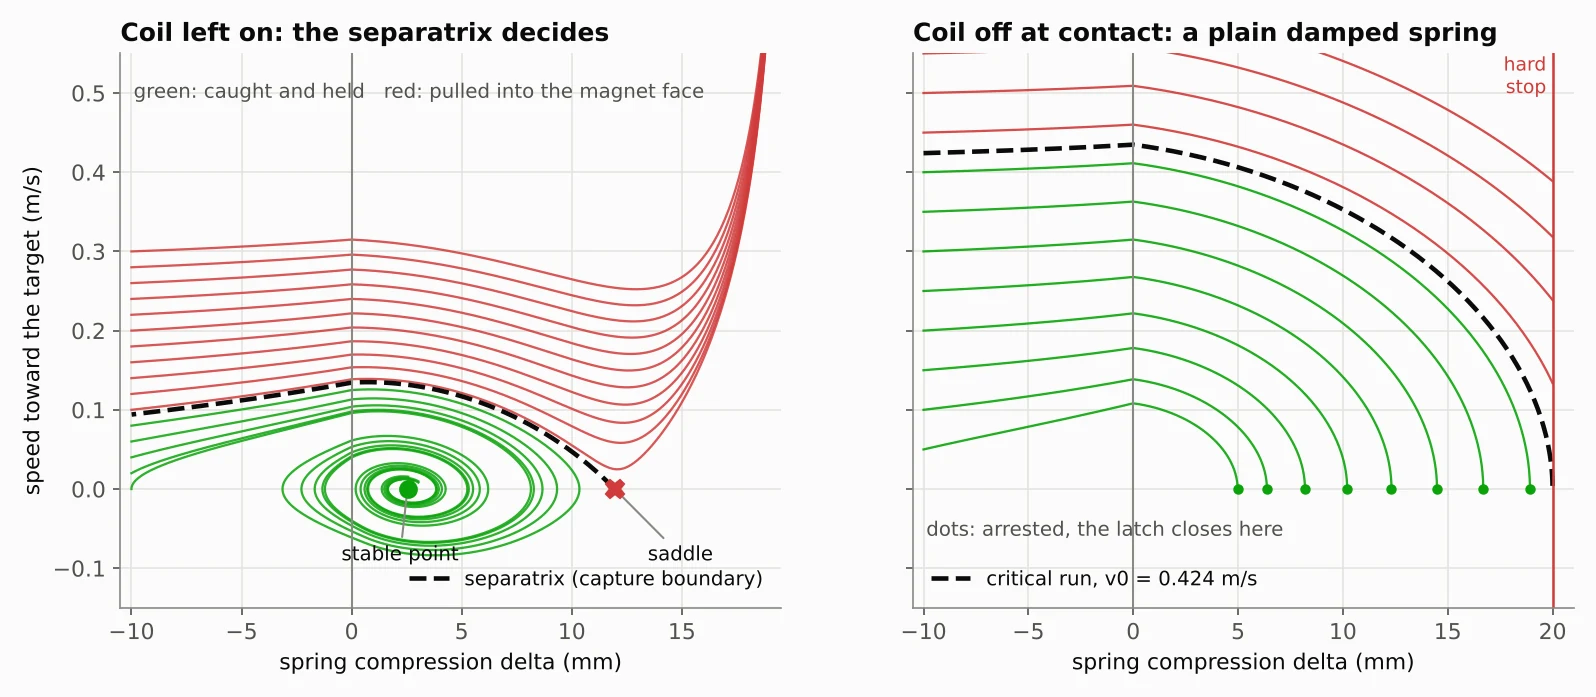 Coil left on: the separatrix decides
green: caught and held   red: pulled into the magnet face
speed toward the target (m/s)
0.5
0.4
0.3
0.2
0.1
0.0
−0.1
stable point
saddle
separatrix (capture boundary)
−10 −5 0 5 10 15
spring compression delta (mm)
Coil off at contact: a plain damped spring
hard
stop
dots: arrested, the latch closes here
critical run, v0 = 0.424 m/s
−10 −5 0 5 10 15 20
spring compression delta (mm)